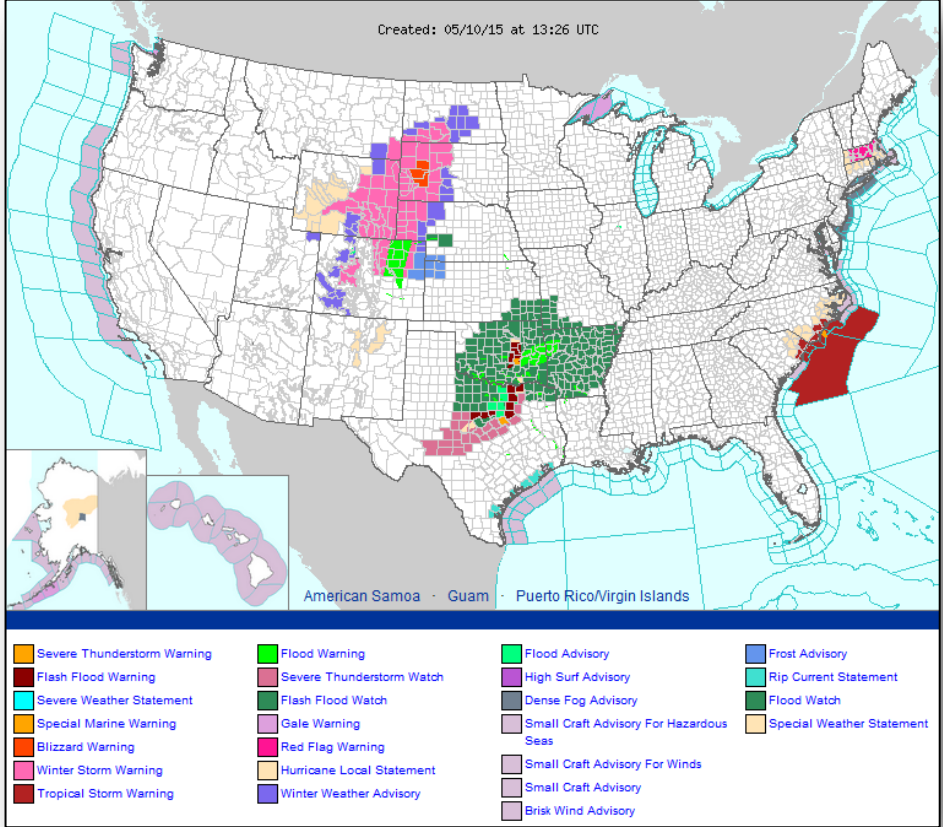 Created: 05/10/15 at 13:26 UTC
American Samoa · Guam · Puerto Rico/Virgin Islands
Severe Thunderstorm Warning
Flash Flood Warning
Severe Weather Statement
Special Marine Warning
Blizzard Warning
Winter Storm Warning
Tropical Storm Warning
Flood Warning
Severe Thunderstorm Watch
Flash Flood Watch
Gale Warning
Red Flag Warning
Hurricane Local Statement
Winter Weather Advisory
Flood Advisory
High Surf Advisory
Dense Fog Advisory
Small Craft Advisory For Hazardous
Seas
Small Craft Advisory For Winds
Small Craft Advisory
Brisk Wind Advisory
Frost Advisory
Rip Current Statement
Flood Watch
Special Weather Statement